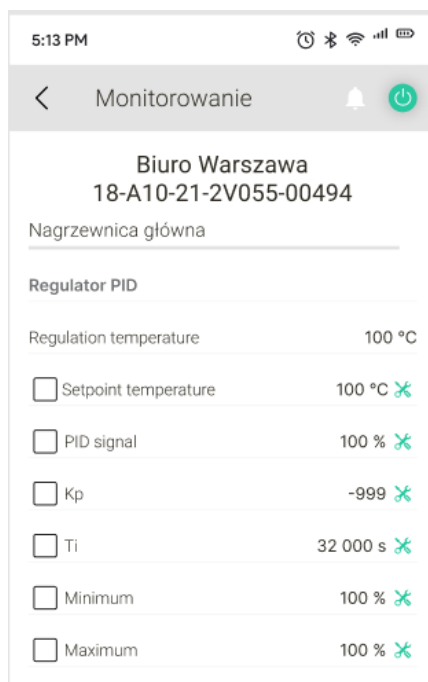 5:13 PM
Monitorowanie
Biuro Warszawa
18-A10-21-2V055-00494
Nagrzewnica główna
Regulator PID
Regulation temperature 100 °C
Setpoint temperature 100 °C
PID signal 100 %
Kp -999
Ti 32 000 s
Minimum 100 %
Maximum 100 %